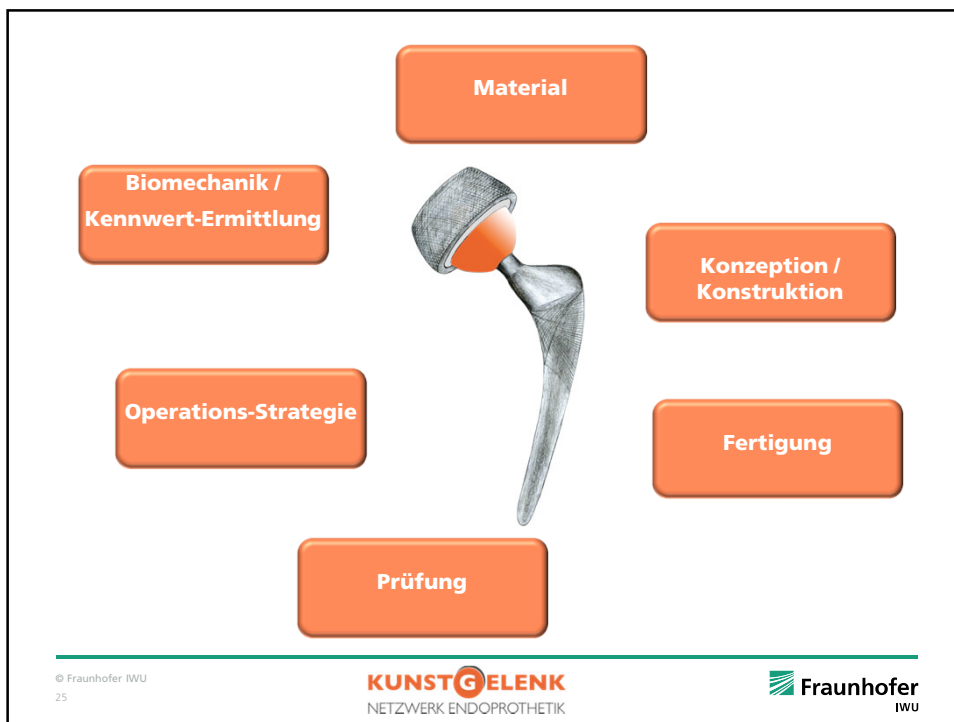 Material
Biomechanik /
Kennwert-Ermittlung
Konzeption /
Konstruktion
Operations-Strategie
Fertigung
Prüfung
© Fraunhofer IWU
25
KUNSTGELENK
NETZWERK ENDOPROTHETIK
Fraunhofer
IWU